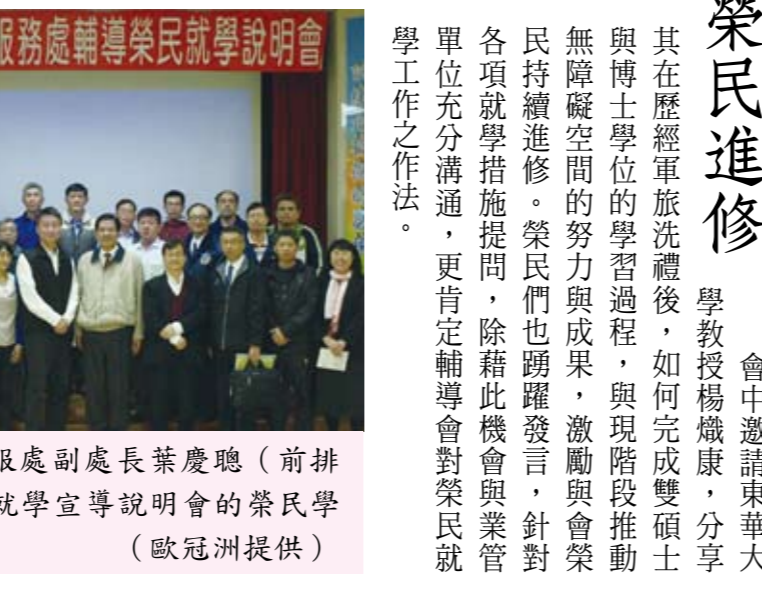 榮民進修
會中邀請東華大
學教授楊熾康，分享
其在歷經軍旅洗禮後，如何完成雙碩士
與博士學位的學習過程，與現階段推動
無障礙空間的努力與成果，激勵與會榮
民持續進修。榮民們也踴躍發言，針對
各項就學措施提問，除藉此機會與業管
單位充分溝通，更肯定輔導會對榮民就
學工作之作法。
服務處輔導榮民就學說明會
服處副處長葉慶聰（前排
就學宣導說明會的榮民學
（歐冠洲提供）